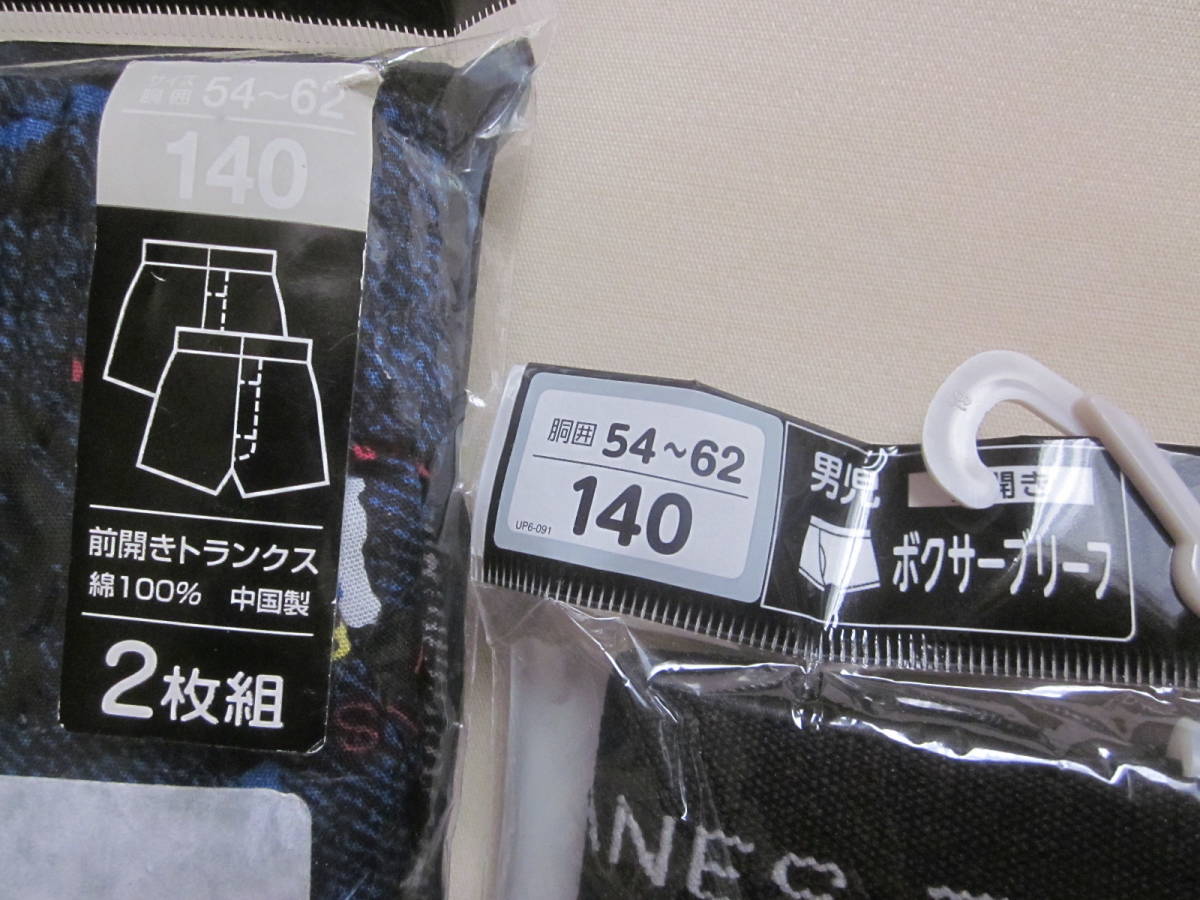 サイズ
胴囲 54～62
140
前開きトランクス
綿100% 中国製
2枚組
胴囲 54～62
140
UP6-091
男児
開き
ボクサーブリーフ